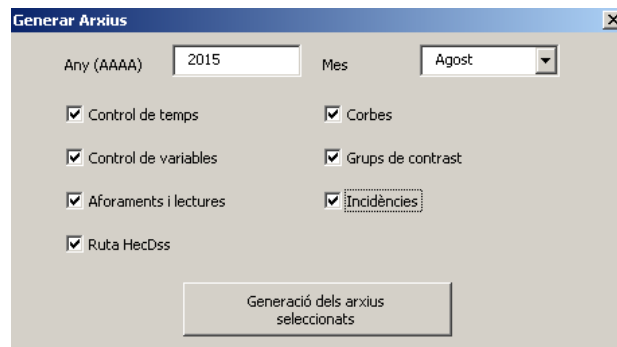 Generar Arxius
Any (AAAA) 2015 Mes Agost
Control de temps Corbes
Control de variables Grups de contrast
Aforaments i lectures Incidències
Ruta HecDss
Generació dels arxius
seleccionats